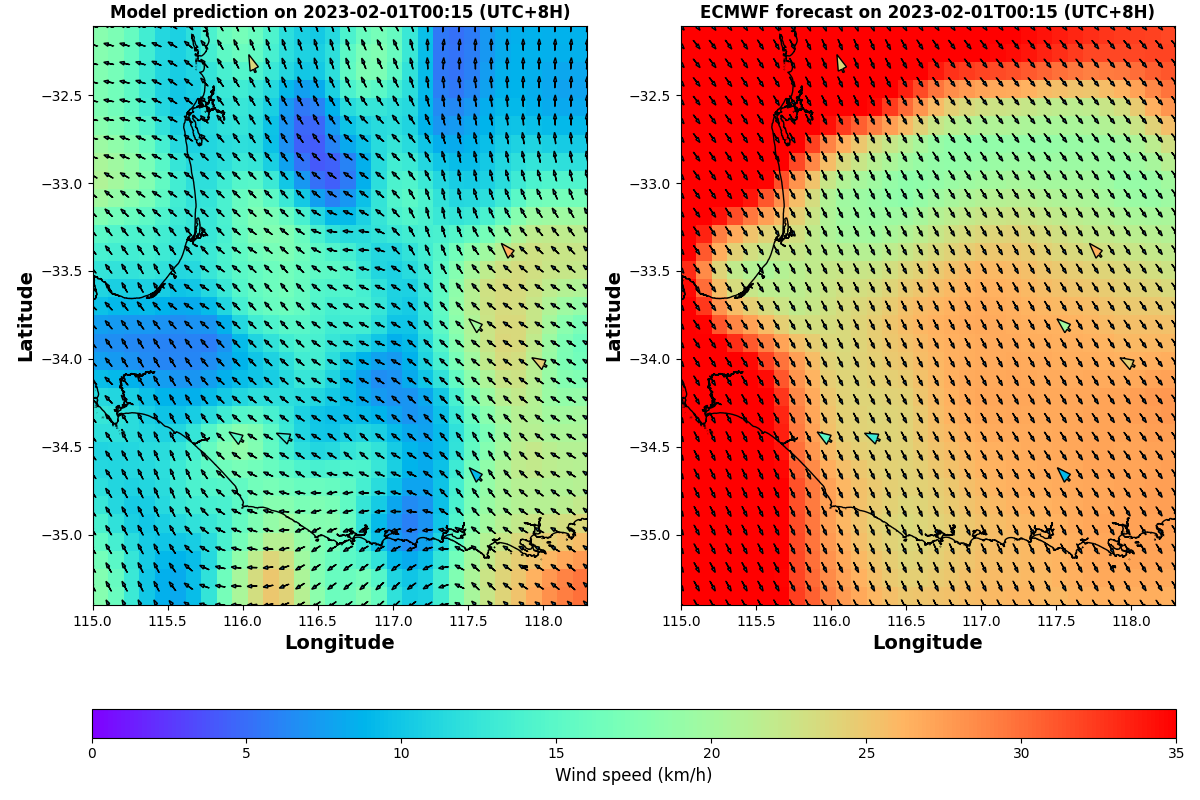 Model prediction on 2023-02-01T00:15 (UTC+8H)
ECMWF forecast on 2023-02-01T00:15 (UTC+8H)
Latitude
−32.5
−33.0
−33.5
−34.0
−34.5
−35.0
115.0 115.5 116.0 116.5 117.0 117.5 118.0
Longitude
Latitude
−32.5
−33.0
−33.5
−34.0
−34.5
−35.0
115.0 115.5 116.0 116.5 117.0 117.5 118.0
Longitude
0 5 10 15 20 25 30 35
Wind speed (km/h)